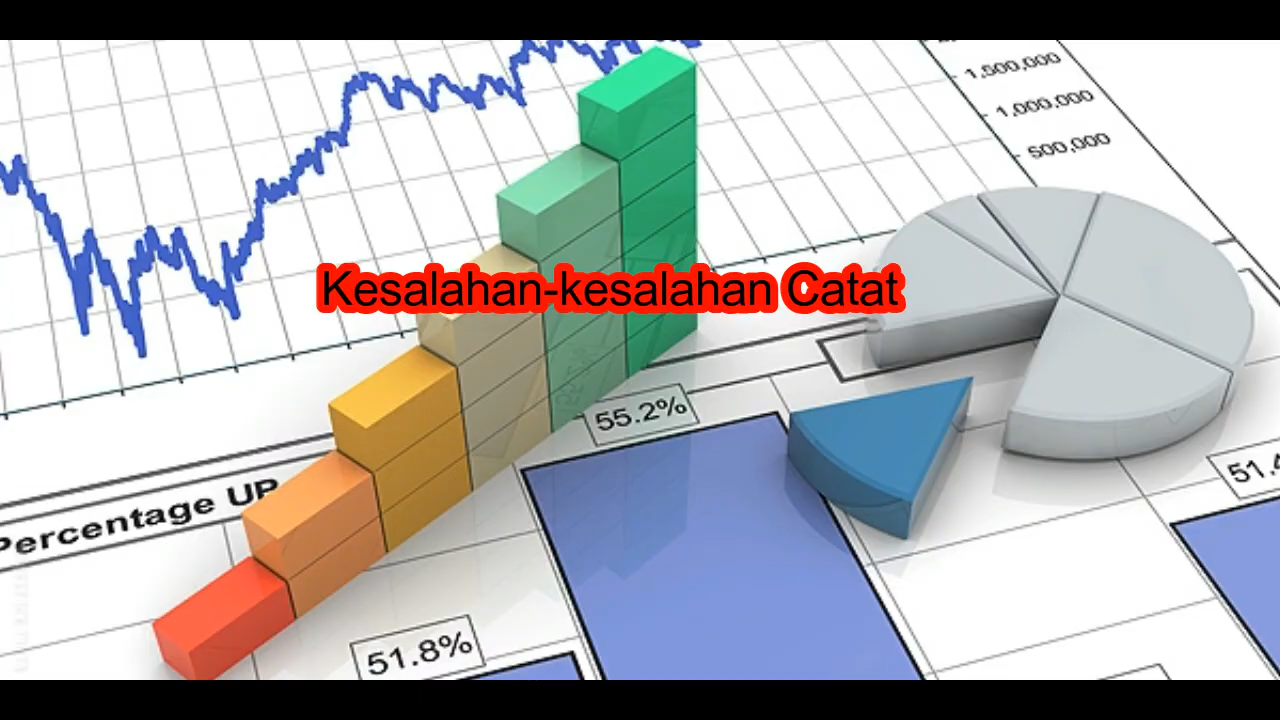 1,500,000
1,000,000
500,000
Kesalahan-kesalahan Catat
55.2%
Percentage UP
51.8%